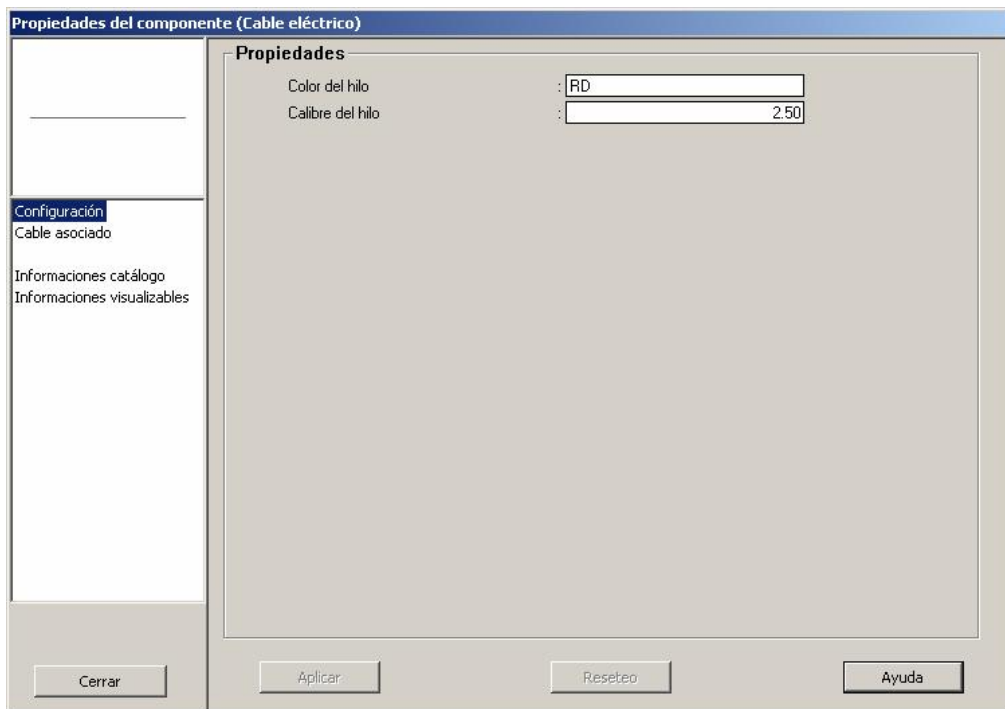 Propiedades del componente (Cable eléctrico)
Propiedades
Color del hilo : RD
Calibre del hilo : 2.50
Configuración
Cable asociado
Informaciones catálogo
Informaciones visualizables
Cerrar
Aplicar
Reseteo
Ayuda